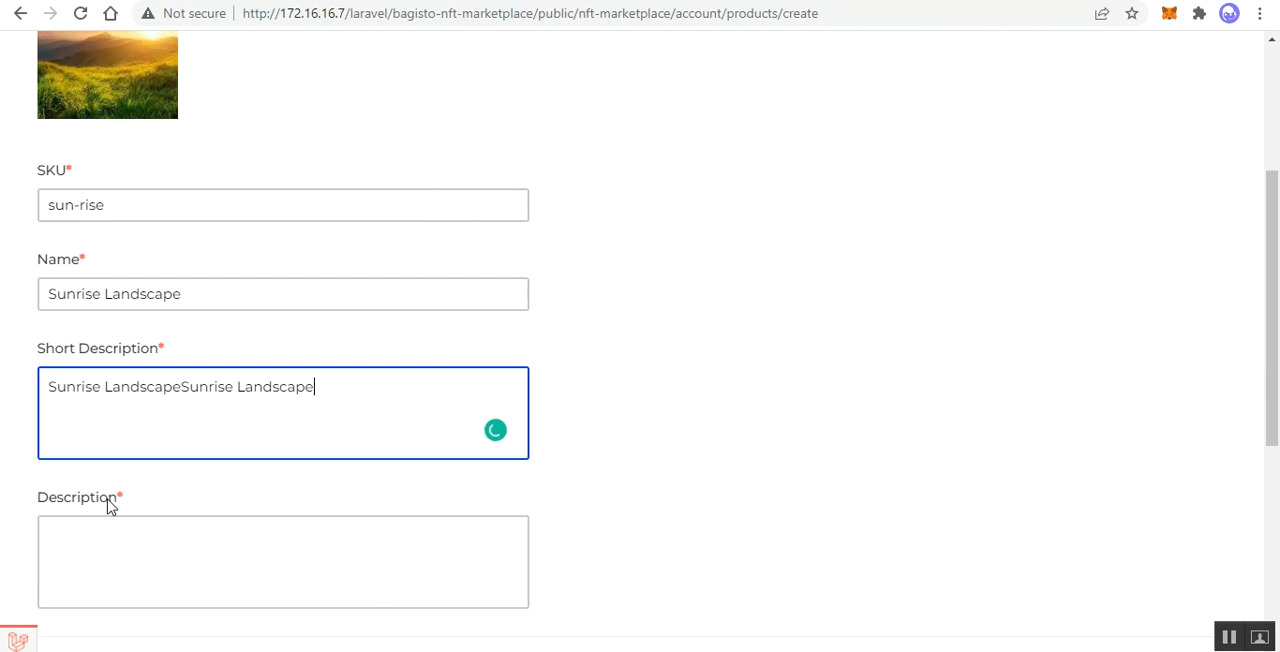 Not secure
http://172.16.16.7/laravel/bagisto-nft-marketplace/public/nft-marketplace/account/products/create
SKU*
sun-rise
Name*
Sunrise Landscape
Short Description*
Sunrise LandscapeSunrise Landscape
Description*